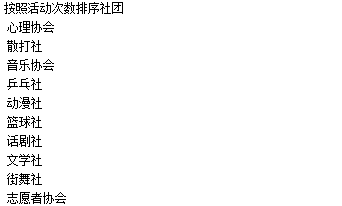 按照活动次数排序社团
心理协会
散打社
音乐协会
乒乓社
动漫社
篮球社
话剧社
文学社
街舞社
志愿者协会